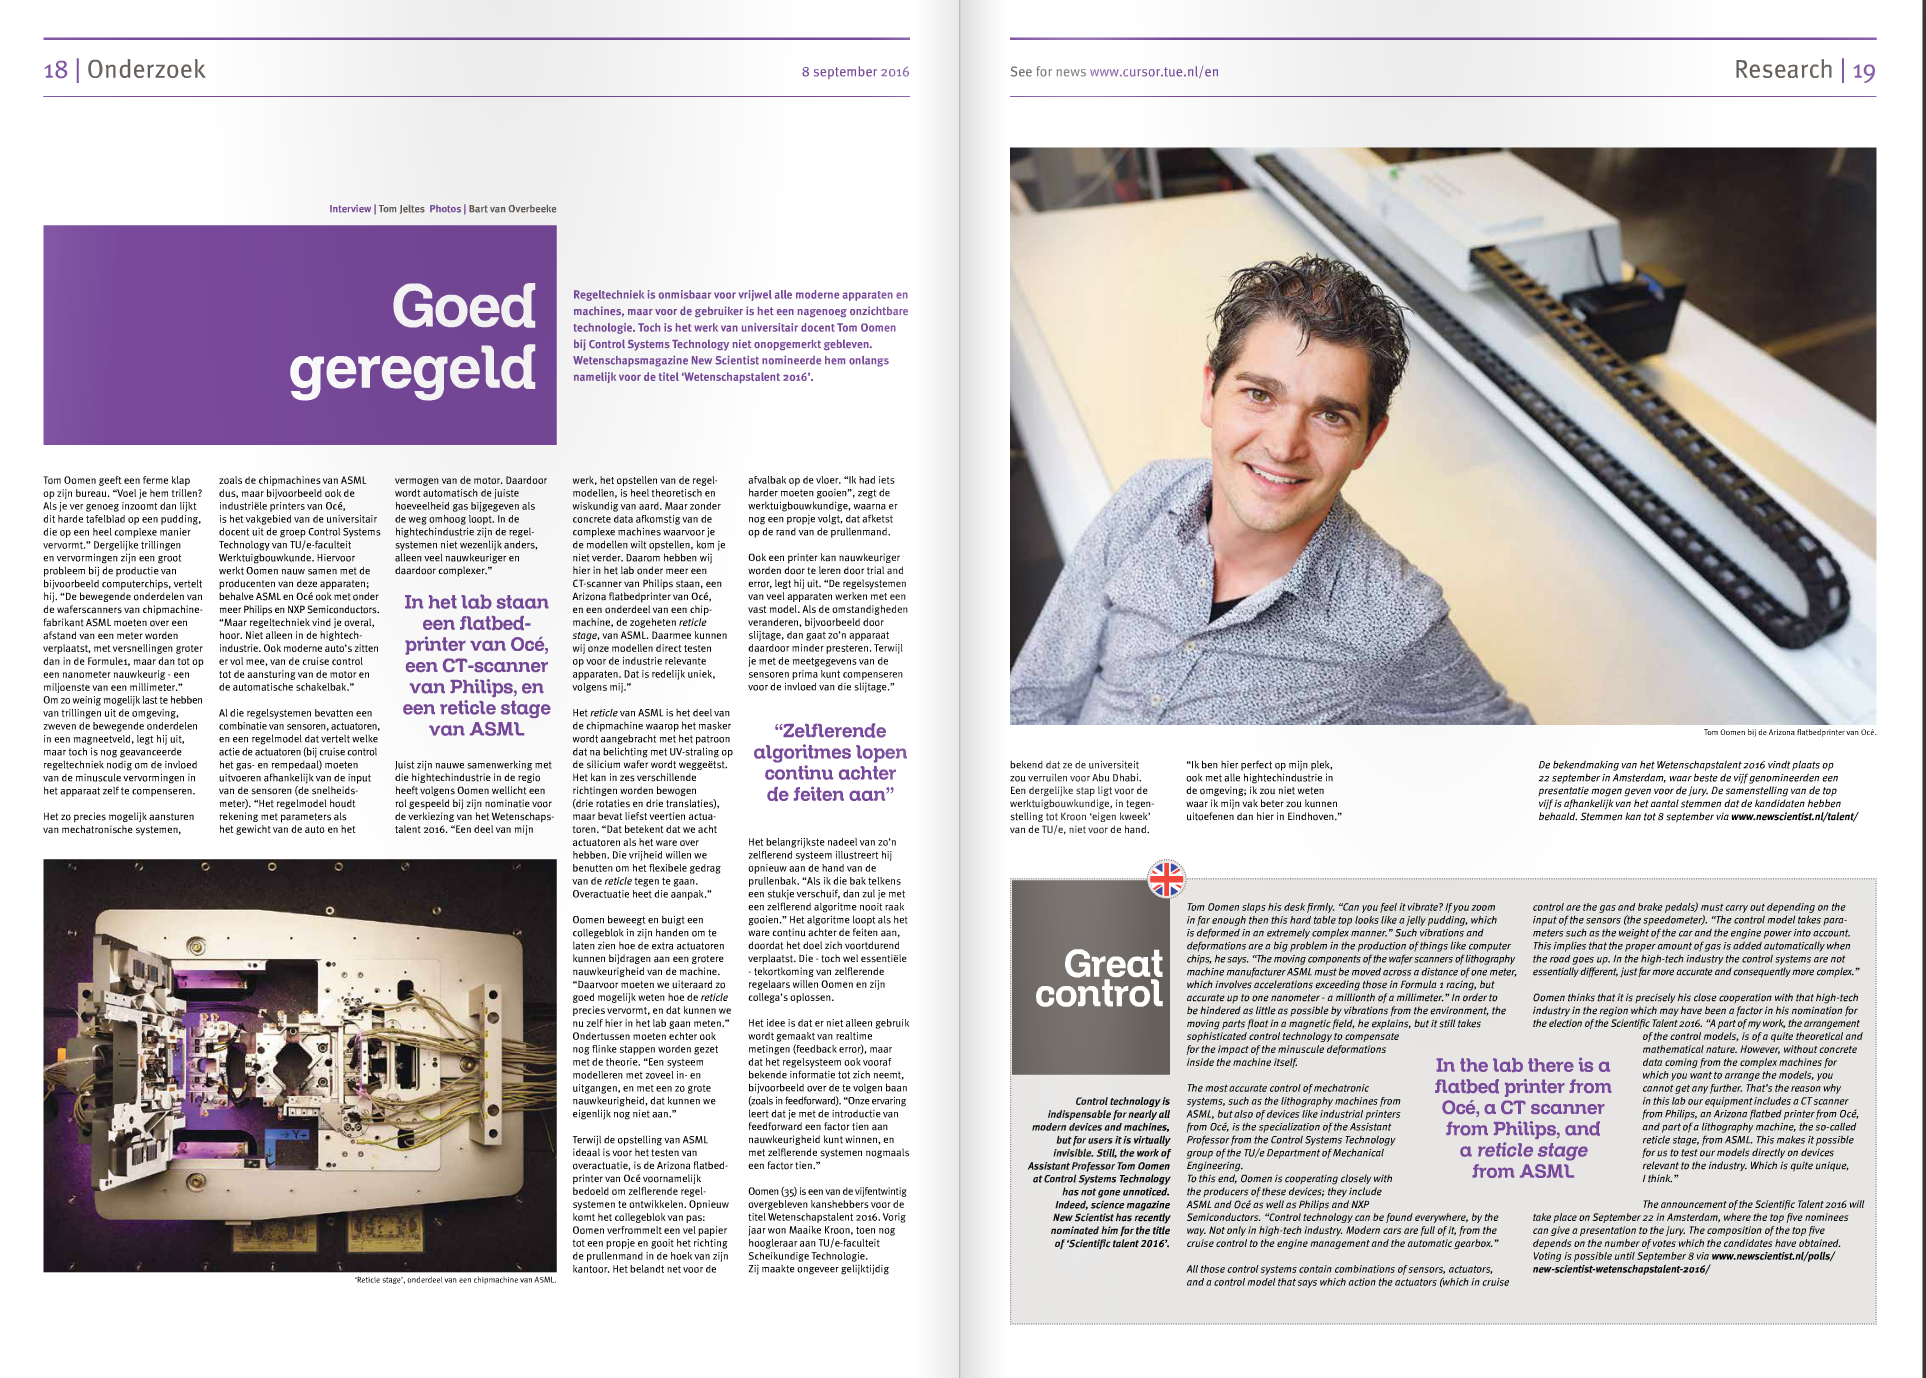 18 | Onderzoek
8 september 2016
Interview | Tom Jeltes Photos | Bart van Overbeeke
Goed
geregeld
Regeltechniek is onmisbaar voor vrijwel alle moderne apparaten en
machines, maar voor de gebruiker is het een nagenoeg onzichtbare
technologie. Toch is het werk van universitair docent Tom Oomen
bij Control Systems Technology niet onopgemerkt gebleven.
Wetenschapsmagazine New Scientist nomineerde hem onlangs
namelijk voor de titel ‘Wetenschapstalent 2016’.
Tom Oomen geeft een ferme klap
op zijn bureau. “Voel je hem trillen?
Als je ver genoeg inzoomt dan lijkt
dit harde tafelblad op een pudding,
die op een heel complexe manier
vervormt.” Dergelijke trillingen
en vervormingen zijn een groot
probleem bij de productie van
bijvoorbeeld computerchips, vertelt
hij. “De bewegende onderdelen van
de waferscanners van chipmachine-
fabrikant ASML moeten over een
afstand van een meter worden
verplaatst, met versnellingen groter
dan in de Formule1, maar dan tot op
een nanometer nauwkeurig - een
miljoenste van een millimeter.”
Om zo weinig mogelijk last te hebben
van trillingen uit de omgeving,
zweven de bewegende onderdelen
in een magneetveld, legt hij uit,
maar toch is nog geavanceerde
regeltechniek nodig om de invloed
van de minuscule vervormingen in
het apparaat zelf te compenseren.
Het zo precies mogelijk aansturen
van mechatronische systemen,
zoals de chipmachines van ASML
dus, maar bijvoorbeeld ook de
industriële printers van Océ,
is het vakgebied van de universitair
docent uit de groep Control Systems
Technology van TU/e-faculteit
Werktuigbouwkunde. Hiervoor
werkt Oomen nauw samen met de
producenten van deze apparaten;
behalve ASML en Océ ook met onder
meer Philips en NXP Semiconductors.
“Maar regeltechniek vind je overal,
hoor. Niet alleen in de hightech-
industrie. Ook moderne auto’s zitten
er vol mee, van de cruise control
tot de aansturing van de motor en
de automatische schakelbak.”
Al die regelsystemen bevatten een
combinatie van sensoren, actuatoren,
en een regelmodel dat vertelt welke
actie de actuatoren (bij cruise control
het gas- en rempedaal) moeten
uitvoeren afhankelijk van de input
van de sensoren (de snelheids-
meter). “Het regelmodel houdt
rekening met parameters als
het gewicht van de auto en het
vermogen van de motor. Daardoor
wordt automatisch de juiste
hoeveelheid gas bijgegeven als
de weg omhoog loopt. In de
hightechindustrie zijn de regel-
systemen niet wezenlijk anders,
alleen veel nauwkeuriger en
daardoor complexer.”
In het lab staan
een flatbed-
printer van Océ,
een CT-scanner
van Philips, en
een reticle stage
van ASML
Juist zijn nauwe samenwerking met
die hightechindustrie in de regio
heeft volgens Oomen wellicht een
rol gespeeld bij zijn nominatie voor
de verkiezing van het Wetenschaps-
talent 2016. “Een deel van mijn
werk, het opstellen van de regel-
modellen, is heel theoretisch en
wiskundig van aard. Maar zonder
concrete data afkomstig van de
complexe machines waarvoor je
de modellen wilt opstellen, kom je
niet verder. Daarom hebben wij
hier in het lab onder meer een
CT-scanner van Philips staan, een
Arizona flatbedprinter van Océ,
en een onderdeel van een chip-
machine, de zogeheten reticle
stage, van ASML. Daarmee kunnen
wij onze modellen direct testen
op voor de industrie relevante
apparaten. Dat is redelijk uniek,
volgens mij.”
Het reticle van ASML is het deel van
de chipmachine waarop het masker
wordt aangebracht met het patroon
dat na belichting met UV-straling op
de silicium wafer wordt weggeëtst.
Het kan in zes verschillende
richtingen worden bewogen
(drie rotaties en drie translaties),
maar bevat liefst veertien actua-
toren. “Dat betekent dat we acht
actuatoren als het ware over
hebben. Die vrijheid willen we
benutten om het flexibele gedrag
van de reticle tegen te gaan.
Overactuatie heet die aanpak.”
Oomen beweegt en buigt een
collegeblok in zijn handen om te
laten zien hoe de extra actuatoren
kunnen bijdragen aan een grotere
nauwkeurigheid van de machine.
“Daarvoor moeten we uiteraard zo
goed mogelijk weten hoe de reticle
precies vervormt, en dat kunnen we
nu zelf hier in het lab gaan meten.”
Ondertussen moeten echter ook
nog flinke stappen worden gezet
met de theorie. “Een systeem
modelleren met zoveel in- en
uitgangen, en met een zo grote
nauwkeurigheid, dat kunnen we
eigenlijk nog niet aan.”
Terwijl de opstelling van ASML
ideaal is voor het testen van
overactuatie, is de Arizona flatbed-
printer van Océ voornamelijk
bedoeld om zelflerende regel-
systemen te ontwikkelen. Opnieuw
komt het collegeblok van pas:
Oomen verfrommelt een vel papier
tot een propje en gooit het richting
de prullenmand in de hoek van zijn
kantoor. Het belandt net voor de
afvalbak op de vloer. “Ik had iets
harder moeten gooien”, zegt de
werktuigbouwkundige, waarna er
nog een propje volgt, dat afketst
op de rand van de prullenmand.
Ook een printer kan nauwkeuriger
worden door te leren door trial and
error, legt hij uit. “De regelsystemen
van veel apparaten werken met een
vast model. Als de omstandigheden
veranderen, bijvoorbeeld door
slijtage, dan gaat zo’n apparaat
daardoor minder presteren. Terwijl
je met de meetgegevens van de
sensoren prima kunt compenseren
voor de invloed van die slijtage.”
“Zelflerende
algoritmes lopen
continu achter
de feiten aan”
Het belangrijkste nadeel van zo’n
zelflerend systeem illustreert hij
opnieuw aan de hand van de
prullenbak. “Als ik die bak telkens
een stukje verschuif, dan zul je met
een zelflerend algoritme nooit raak
gooien.” Het algoritme loopt als het
ware continu achter de feiten aan,
doordat het doel zich voortdurend
verplaatst. Die - toch wel essentiële
- tekortkoming van zelflerende
regelaars willen Oomen en zijn
collega’s oplossen.
Het idee is dat er niet alleen gebruik
wordt gemaakt van realtime
metingen (feedback error), maar
dat het regelsysteem ook vooraf
bekende informatie tot zich neemt,
bijvoorbeeld over de te volgen baan
(zoals in feedforward). “Onze ervaring
leert dat je met de introductie van
feedforward een factor tien aan
nauwkeurigheid kunt winnen, en
met zelflerende systemen nogmaals
een factor tien.”
Oomen (35) is een van de vijfentwintig
overgebleven kanshebbers voor de
titel Wetenschapstalent 2016. Vorig
jaar won Maaike Kroon, toen nog
hoogleraar aan TU/e-faculteit
Scheikundige Technologie.
Zij maakte ongeveer gelijktijdig
Y+
‘Reticle stage’, onderdeel van een chipmachine van ASML.
See for news www.cursor.tue.nl/en
Research | 19
Tom Oomen bij de Arizona flatbedprinter van Océ.
bekend dat ze de universiteit
zou verruilen voor Abu Dhabi.
Een dergelijke stap ligt voor de
werktuigbouwkundige, in tegen-
stelling tot Kroon ‘eigen kweek’
van de TU/e, niet voor de hand.
“Ik ben hier perfect op mijn plek,
ook met alle hightechindustrie in
de omgeving; ik zou niet weten
waar ik mijn vak beter zou kunnen
uitoefenen dan hier in Eindhoven.”
De bekendmaking van het Wetenschapstalent 2016 vindt plaats op
22 september in Amsterdam, waar beste de vijf genomineerden een
presentatie mogen geven voor de jury. De samenstelling van de top
vijf is afhankelijk van het aantal stemmen dat de kandidaten hebben
behaald. Stemmen kan tot 8 september via www.newscientist.nl/talent/
Great
control
Control technology is
indispensable for nearly all
modern devices and machines,
but for users it is virtually
invisible. Still, the work of
Assistant Professor Tom Oomen
at Control Systems Technology
has not gone unnoticed.
Indeed, science magazine
New Scientist has recently
nominated him for the title
of ‘Scientific talent 2016’.
Tom Oomen slaps his desk firmly. “Can you feel it vibrate? If you zoom
in far enough then this hard table top looks like a jelly pudding, which
is deformed in an extremely complex manner.” Such vibrations and
deformations are a big problem in the production of things like computer
chips, he says. “The moving components of the wafer scanners of lithography
machine manufacturer ASML must be moved across a distance of one meter,
which involves accelerations exceeding those in Formula 1 racing, but
accurate up to one nanometer - a millionth of a millimeter.” In order to
be hindered as little as possible by vibrations from the environment, the
moving parts float in a magnetic field, he explains, but it still takes
sophisticated control technology to compensate
for the impact of the minuscule deformations
inside the machine itself.
The most accurate control of mechatronic
systems, such as the lithography machines from
ASML, but also of devices like industrial printers
from Océ, is the specialization of the Assistant
Professor from the Control Systems Technology
group of the TU/e Department of Mechanical
Engineering.
To this end, Oomen is cooperating closely with
the producers of these devices; they include
ASML and Océ as well as Philips and NXP
Semiconductors. “Control technology can be found everywhere, by the
way. Not only in high-tech industry. Modern cars are full of it, from the
cruise control to the engine management and the automatic gearbox.”
All those control systems contain combinations of sensors, actuators,
and a control model that says which action the actuators (which in cruise
In the lab there is a
flatbed printer from
Océ, a CT scanner
from Philips, and
a reticle stage
from ASML
control are the gas and brake pedals) must carry out depending on the
input of the sensors (the speedometer). “The control model takes para-
meters such as the weight of the car and the engine power into account.
This implies that the proper amount of gas is added automatically when
the road goes up. In the high-tech industry the control systems are not
essentially different, just far more accurate and consequently more complex.”
Oomen thinks that it is precisely his close cooperation with that high-tech
industry in the region which may have been a factor in his nomination for
the election of the Scientific Talent 2016. “A part of my work, the arrangement
of the control models, is of a quite theoretical and
mathematical nature. However, without concrete
data coming from the complex machines for
which you want to arrange the models, you
cannot get any further. That’s the reason why
in this lab our equipment includes a CT scanner
from Philips, an Arizona flatbed printer from Océ,
and part of a lithography machine, the so-called
reticle stage, from ASML. This makes it possible
for us to test our models directly on devices
relevant to the industry. Which is quite unique,
I think.”
The announcement of the Scientific Talent 2016 will
take place on September 22 in Amsterdam, where the top five nominees
can give a presentation to the jury. The composition of the top five
depends on the number of votes which the candidates have obtained.
Voting is possible until September 8 via www.newscientist.nl/polls/
new-scientist-wetenschapstalent-2016/